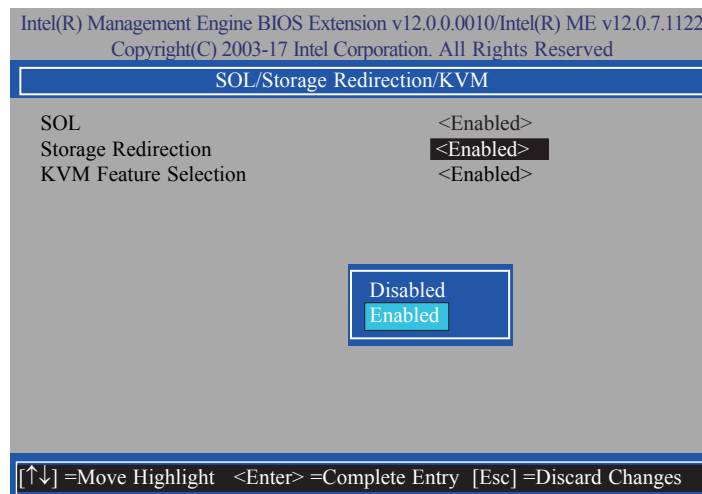 Intel(R) Management Engine BIOS Extension v12.0.0.0010/Intel(R) ME v12.0.7.1122
Copyright(C) 2003-17 Intel Corporation. All Rights Reserved
SOL/Storage Redirection/KVM
SOL <Enabled>
Storage Redirection <Enabled>
KVM Feature Selection <Enabled>
Disabled
Enabled
[↑↓] =Move Highlight <Enter> =Complete Entry [Esc] =Discard Changes